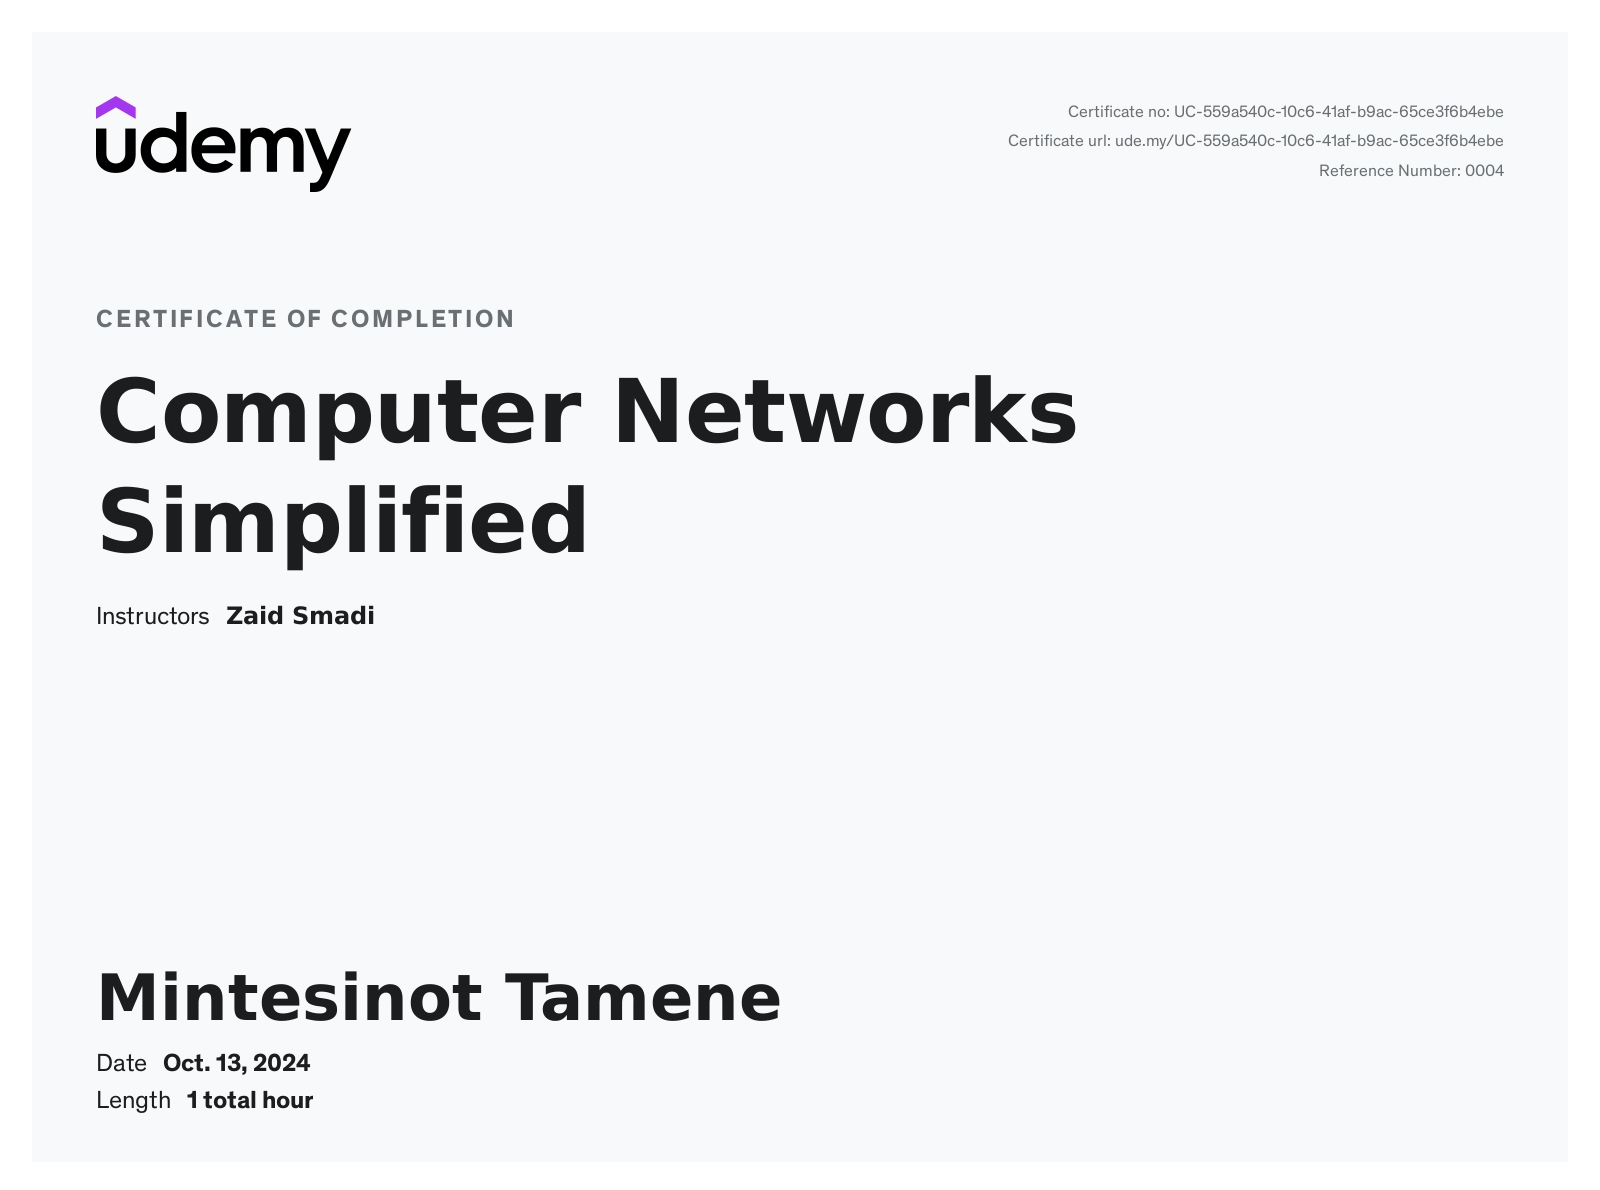 udemy
Certificate no: UC-559a540c-10c6-41af-b9ac-65ce3f6b4ebe
Certificate url: ude.my/UC-559a540c-10c6-41af-b9ac-65ce3f6b4ebe
Reference Number: 0004
CERTIFICATE OF COMPLETION
Computer Networks
Simplified
Instructors Zaid Smadi
Mintesinot Tamene
Date Oct. 13, 2024
Length 1 total hour